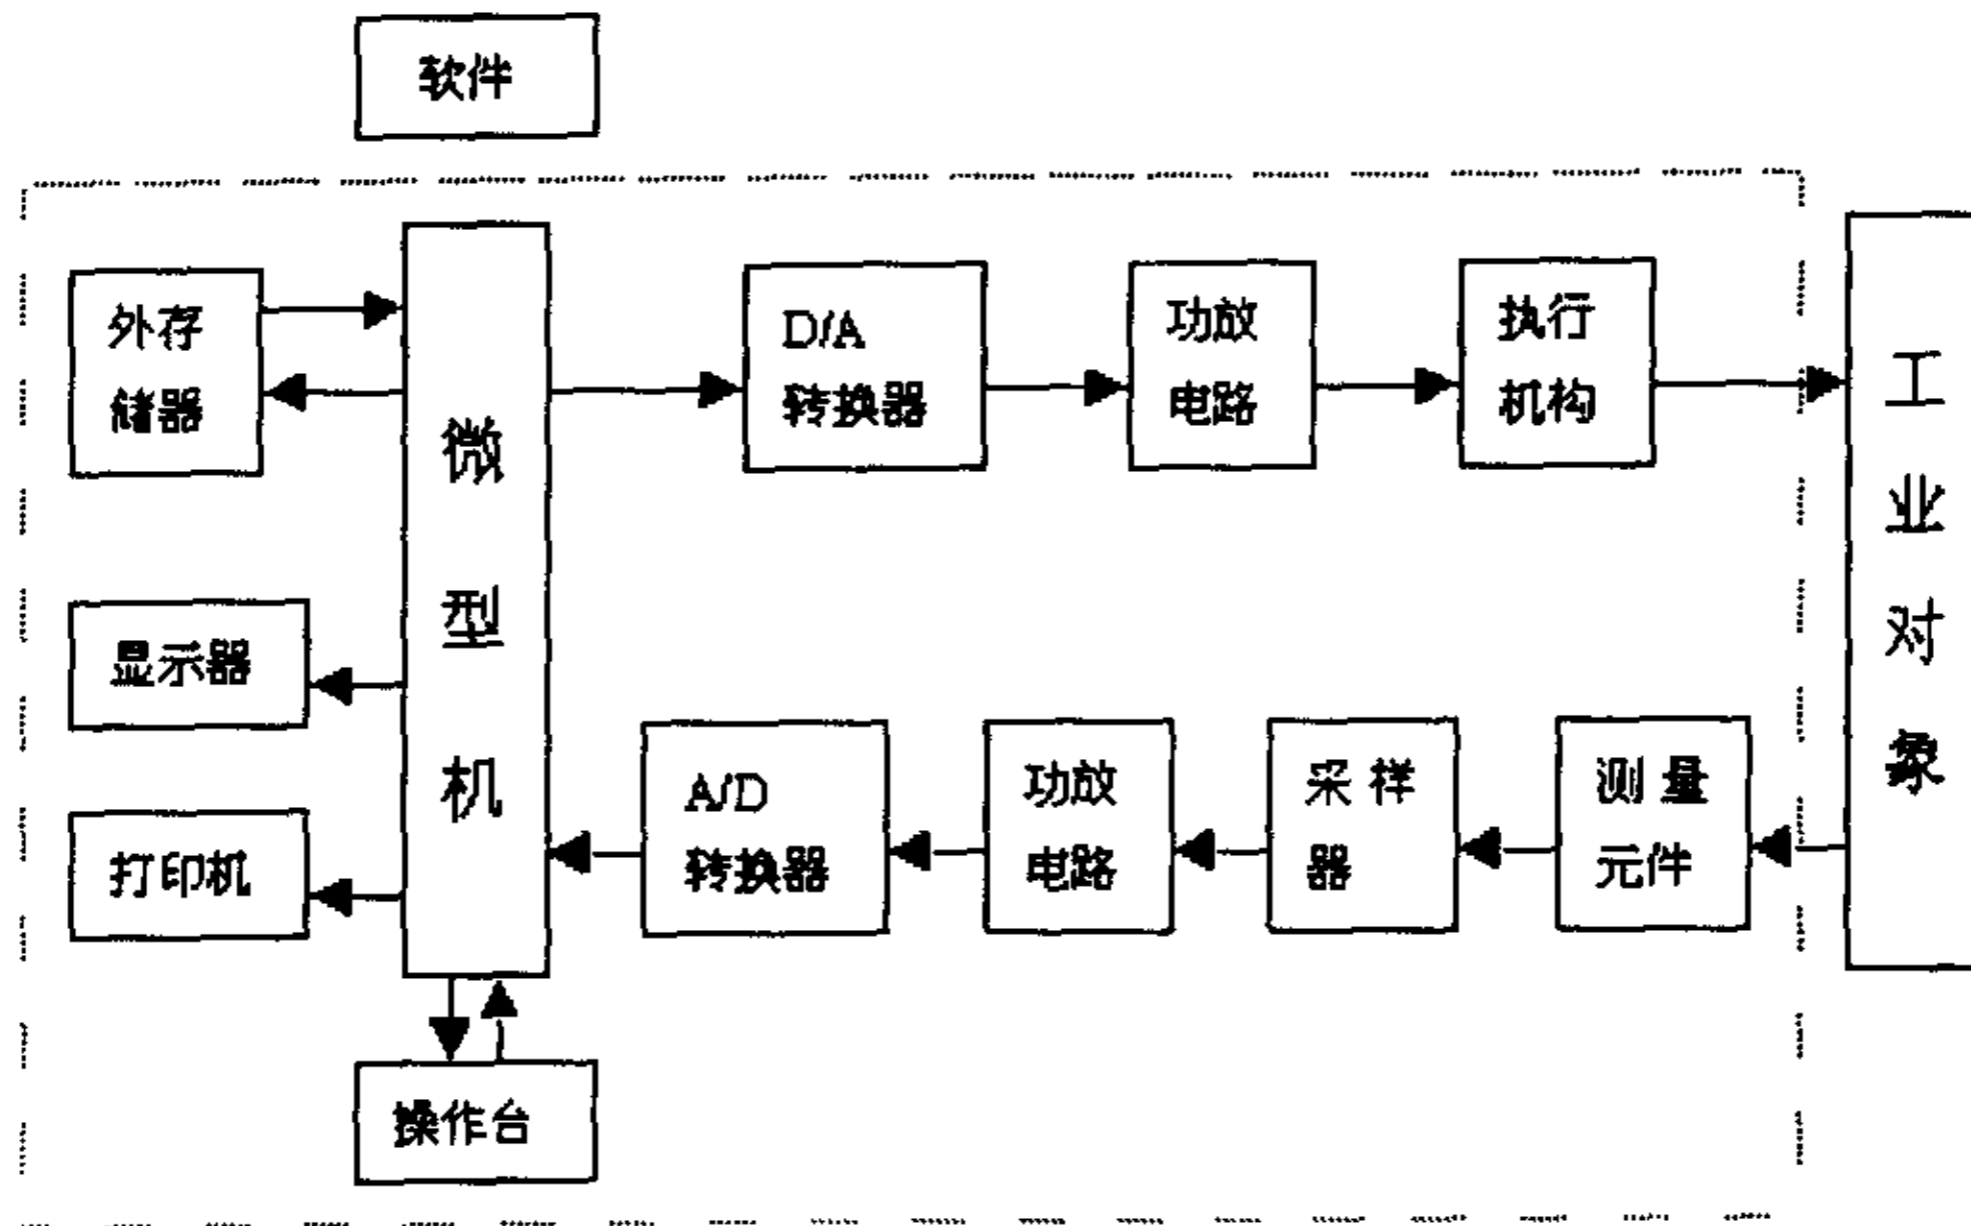 软件
外存
储器
微
型
机
D/A
转换器
功放
电路
执行
机构
工
业
对
象
显示器
打印机
A/D
转换器
功放
电路
采 样
器
测 量
元件
操作台